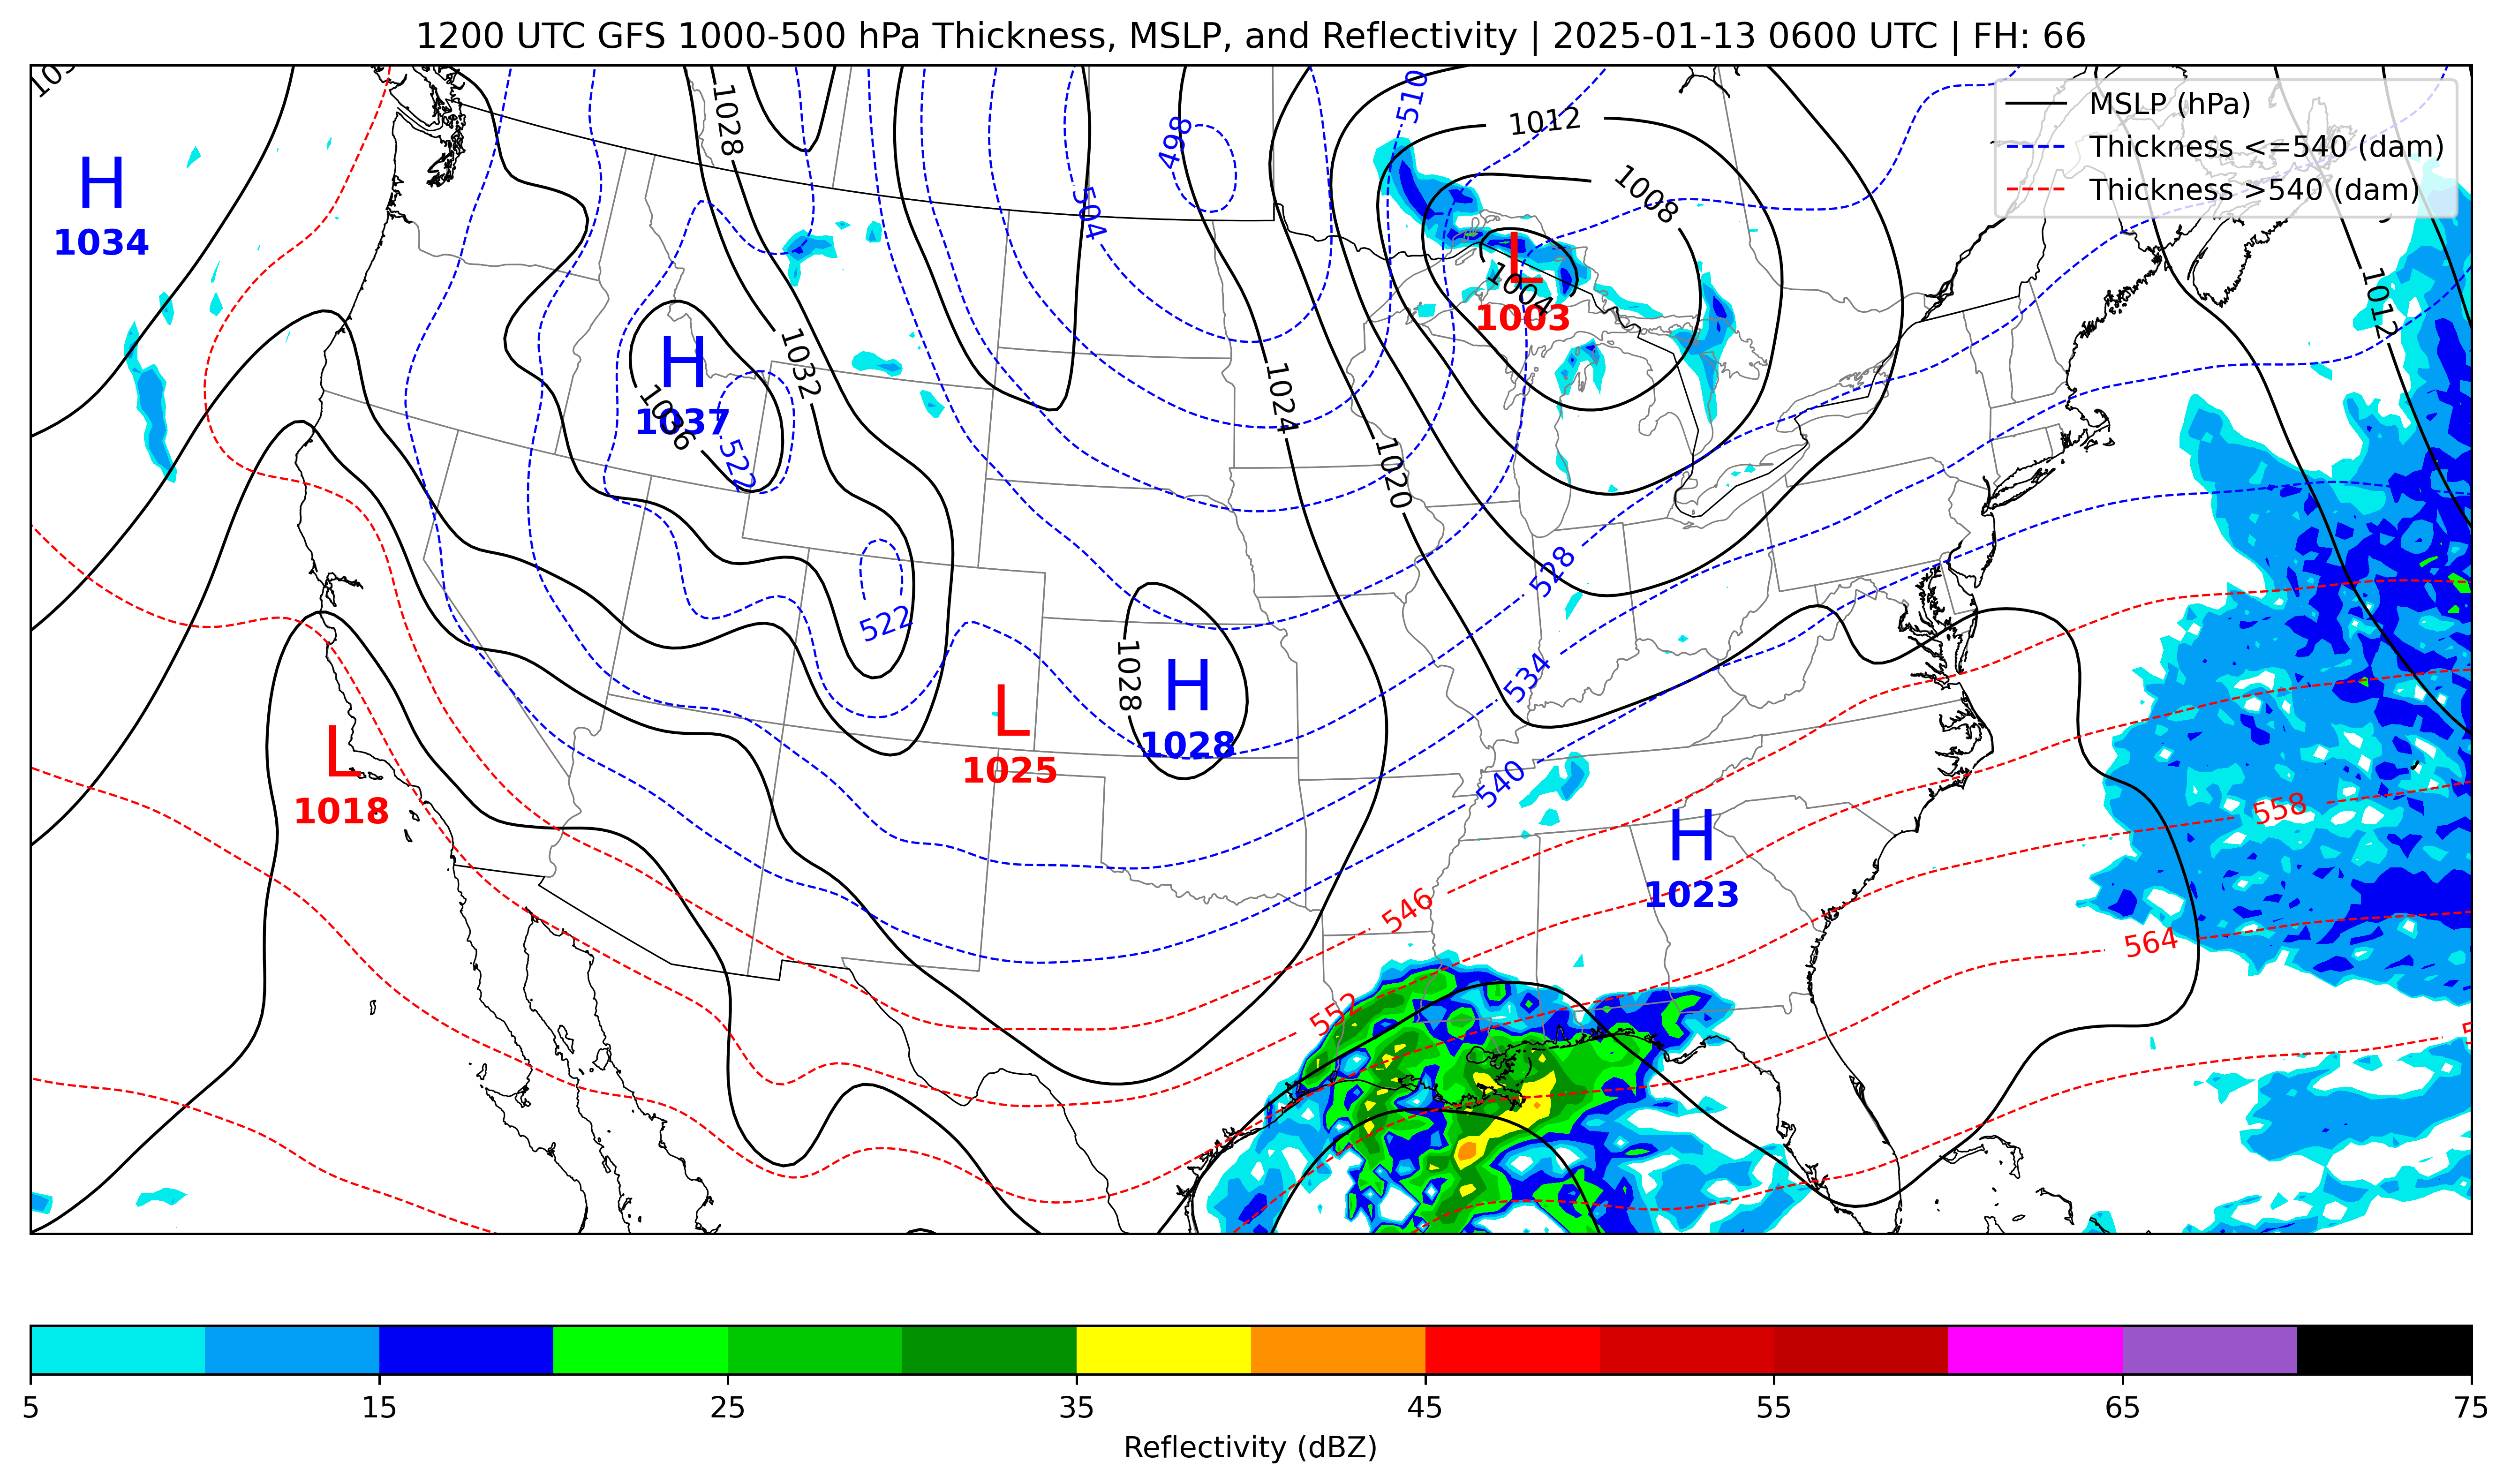 1200 UTC GFS 1000-500 hPa Thickness, MSLP, and Reflectivity | 2025-01-13 0600 UTC | FH: 66
MSLP (hPa)
Thickness <=540 (dam)
Thickness >540 (dam)
1028
510
1012
498
1008
H
1034
504
L
1004
1003
1012
H
1032
1036
1037
1024
522
1020
528
522
534
1028
H
1028
L
1025
L
1018
540
558
H
1023
546
564
552
5 15 25 35 45 55 65 75
Reflectivity (dBZ)